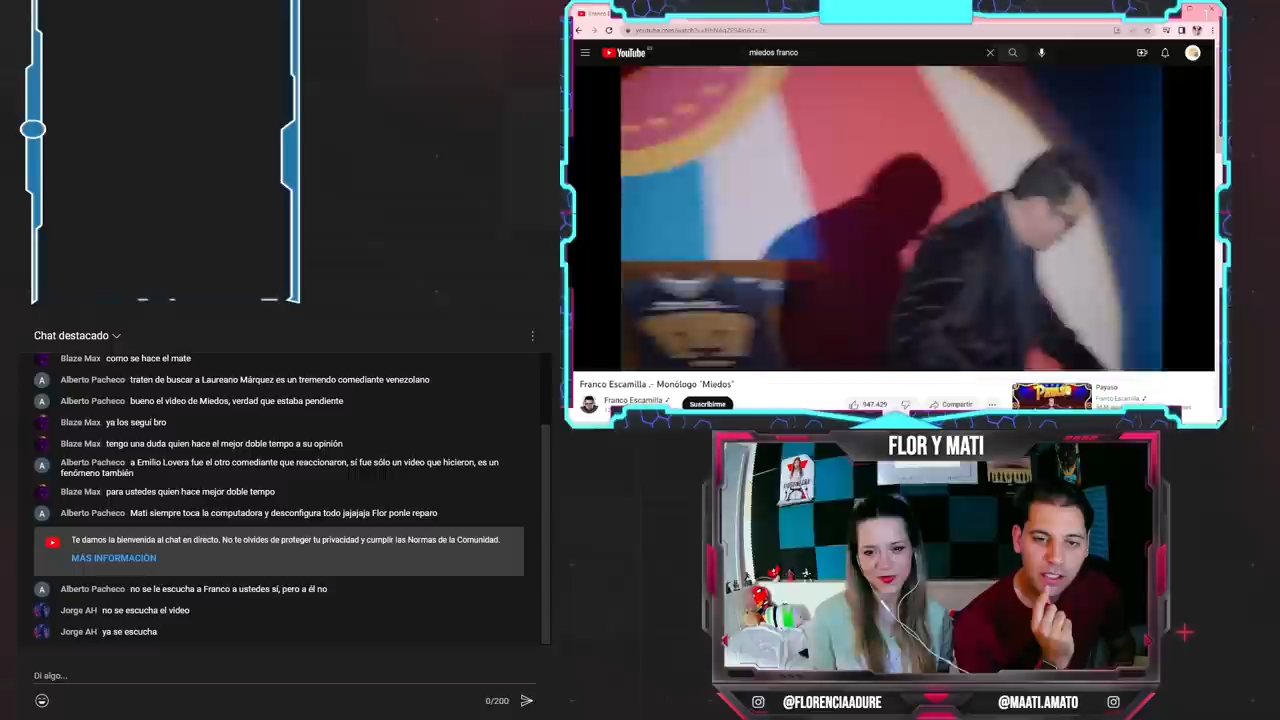 YouTube
miedos franco
Franco Escamilla .- Monólogo "Miedos"
Franco Escamilla
Suscribirme
947.429
Compartir
Payaso
Franco Escamilla
Chat destacado
Blaze Max como se hace el mate
Alberto Pacheco traten de buscar a Laureano Márquez es un tremendo comediante venezolano
Alberto Pacheco bueno el video de Miedos, verdad que estaba pendiente
Blaze Max ya los seguí bro
Blaze Max tengo una duda quien hace el mejor doble tempo a su opinión
Alberto Pacheco a Emilio Lovera fue el otro comediante que reaccionaron, sí fue sólo un video que hicieron, es un
fenómeno también
Blaze Max para ustedes quien hace mejor doble tempo
Alberto Pacheco Mati siempre toca la computadora y desconfigura todo jajajaja Flor ponle reparo
Te damos la bienvenida al chat en directo. No te olvides de proteger tu privacidad y cumplir las Normas de la Comunidad.
MÁS INFORMACIÓN
Alberto Pacheco no se le escucha a Franco a ustedes sí, pero a él no
Jorge AH no se escucha el video
Jorge AH ya se escucha
Di algo...
0/200
FLOR Y MATI
@FLORENCIAADURE
@MAATI.AMATO